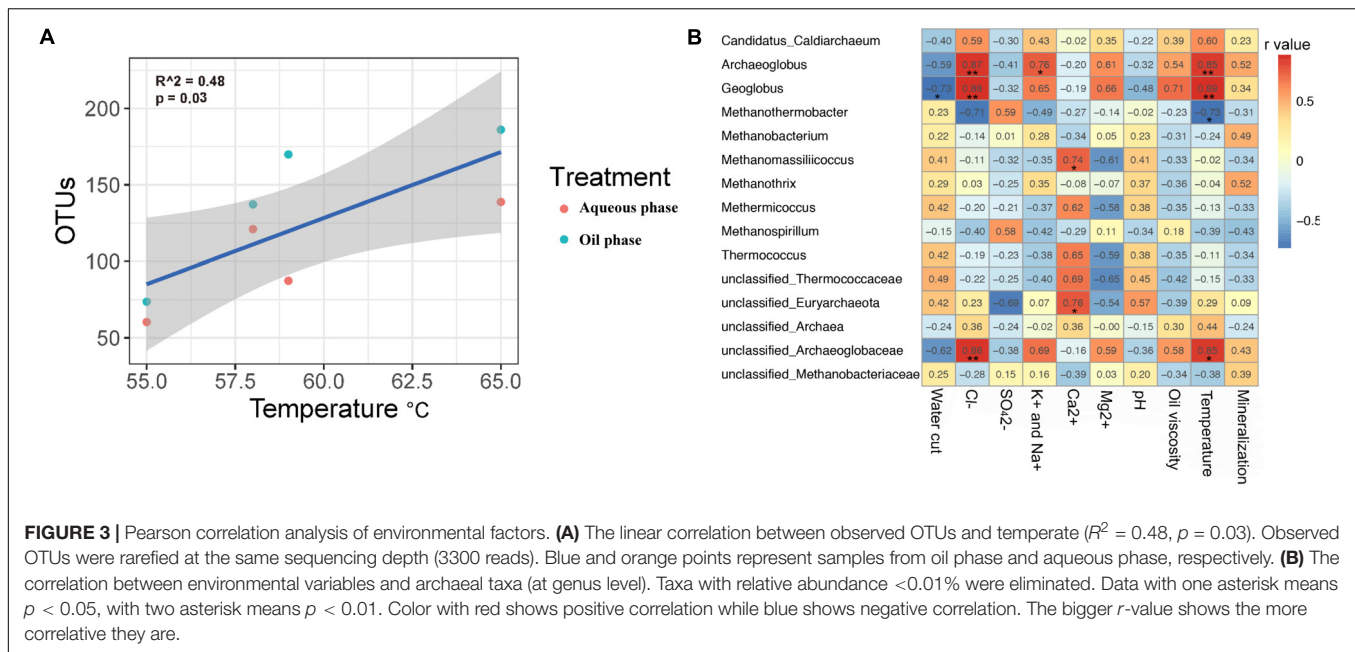 A
R^2 = 0.48
p = 0.03
OTUs
200
150
100
50
55.0 57.5 60.0 62.5 65.0
Temperature °C
Treatment
Aqueous phase
Oil phase
B
Candidatus_Caldiarchaeum −0.40 0.59 −0.30 0.43 −0.02 0.35 −0.22 0.39 0.60 0.23
Archaeoglobus −0.59 0.87 ** −0.41 0.76 * −0.20 0.61 −0.32 0.54 0.85 ** 0.52
Geoglobus −0.73 * 0.88 ** −0.32 0.65 −0.19 0.66 −0.48 0.71 0.89 ** 0.34
Methanothermobacter 0.23 −0.71 0.59 −0.49 −0.27 −0.14 −0.02 −0.23 −0.73 * −0.31
Methanobacterium 0.22 −0.14 0.01 0.28 −0.34 0.05 0.23 −0.31 −0.24 0.49
Methanomassiliicoccus 0.41 −0.11 −0.32 −0.35 0.74 * −0.61 0.41 −0.33 −0.02 −0.34
Methanothrix 0.29 0.03 −0.25 0.35 −0.08 −0.07 0.37 −0.36 −0.04 0.52
Methermicoccus 0.42 −0.20 −0.21 −0.37 0.62 −0.58 0.38 −0.35 −0.13 −0.33
Methanospirillum −0.15 −0.40 0.58 −0.42 −0.29 0.11 −0.34 0.18 −0.39 −0.43
Thermococcus 0.42 −0.19 −0.23 −0.38 0.65 −0.59 0.38 −0.35 −0.11 −0.34
unclassified_Thermococcaceae 0.49 −0.22 −0.25 −0.40 0.69 −0.65 0.45 −0.42 −0.15 −0.33
unclassified_Euryarchaeota 0.42 0.23 −0.69 0.07 0.76 * −0.54 0.57 −0.39 0.29 0.09
unclassified_Archaea −0.24 0.36 −0.24 −0.02 0.36 −0.00 −0.15 0.30 0.44 −0.24
unclassified_Archaeoglobaceae −0.62 0.86 ** −0.38 0.69 −0.16 0.59 −0.36 0.58 0.85 * 0.43
unclassified_Methanobacteriaceae 0.25 −0.28 0.15 0.16 −0.39 0.03 0.20 −0.34 −0.38 0.39
Water cut
Cl-
SO42-
K+ and Na+
Ca2+
Mg2+
pH
Oil viscosity
Temperature
Mineralization
r value
0.5
0
−0.5
FIGURE 3 | Pearson correlation analysis of environmental factors. (A) The linear correlation between observed OTUs and temperate (R2 = 0.48, p = 0.03). Observed
OTUs were rarefied at the same sequencing depth (3300 reads). Blue and orange points represent samples from oil phase and aqueous phase, respectively. (B) The
correlation between environmental variables and archaeal taxa (at genus level). Taxa with relative abundance <0.01% were eliminated. Data with one asterisk means
p < 0.05, with two asterisk means p < 0.01. Color with red shows positive correlation while blue shows negative correlation. The bigger r-value shows the more
correlative they are.